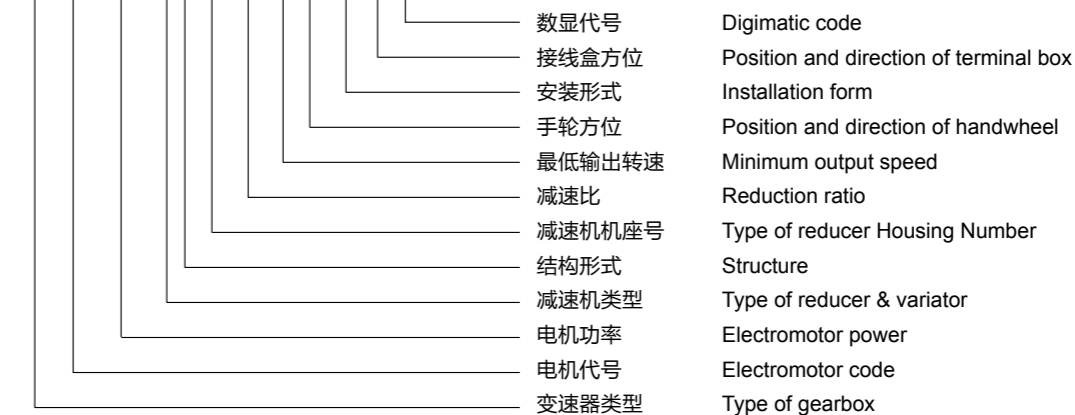 数显代号 Digimatic code
接线盒方位 Position and direction of terminal box
安装形式 Installation form
手轮方位 Position and direction of handwheel
最低输出转速 Minimum output speed
减速比 Reduction ratio
减速机机座号 Type of reducer Housing Number
结构形式 Structure
减速机类型 Type of reducer & variator
电机功率 Electromotor power
电机代号 Electromotor code
变速器类型 Type of gearbox